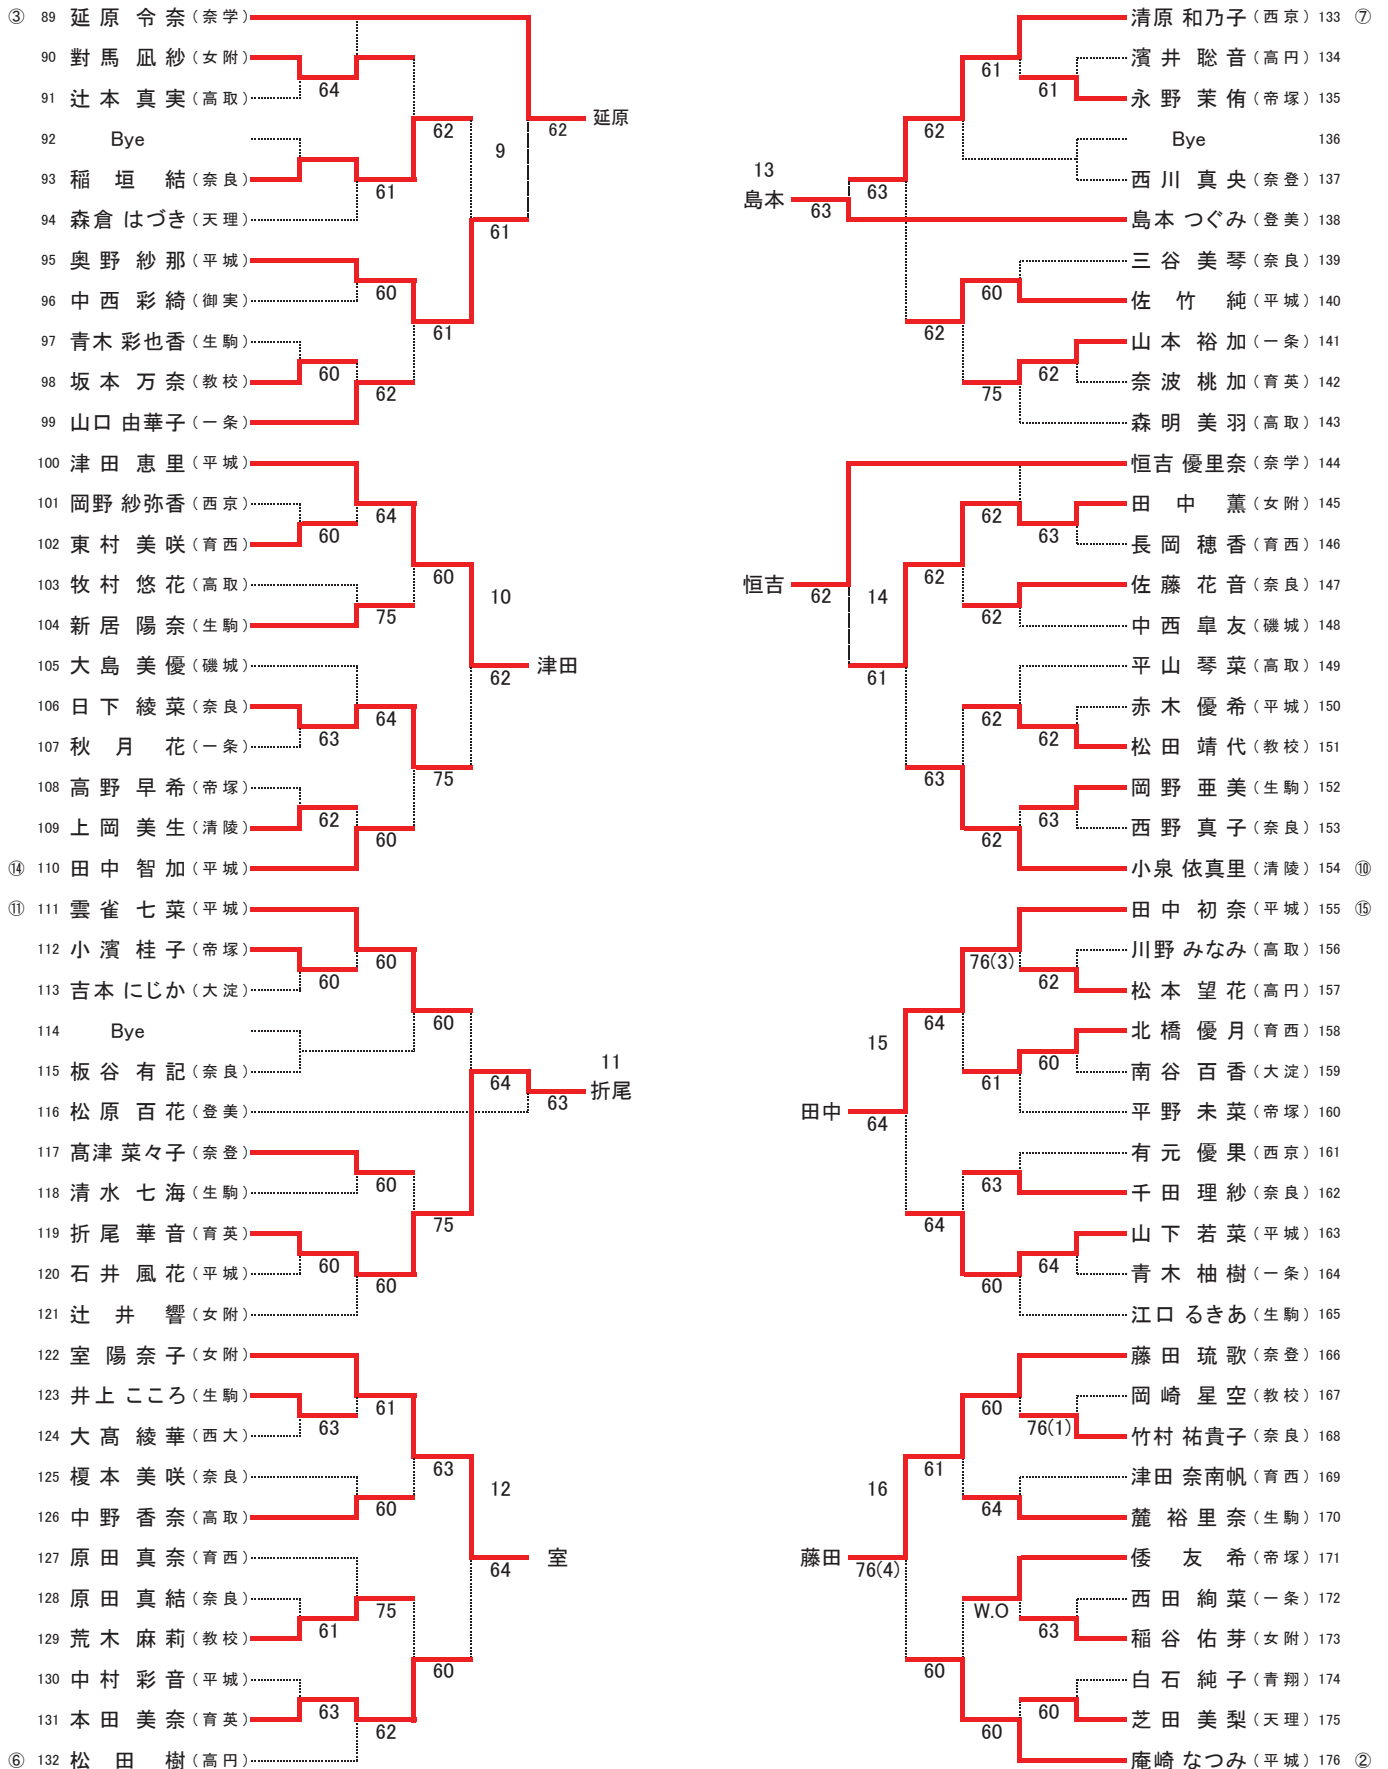 ③ 89 延原 令奈 (奈学)
90 對馬 凪紗 (女附)
64
91 辻本 真実 (高取)
92 Bye
62
9
62 延原
93 稲垣 結 (奈良)
61
94 森倉 はづき (天理)
61
95 奥野 紗那 (平城)
60
96 中西 彩綺 (御実)
61
97 青木 彩也香 (生駒)
60
98 坂本 万奈 (教校)
62
99 山口 由華子 (一条)
100 津田 恵里 (平城)
64
101 岡野 紗弥香 (西京)
60
102 東村 美咲 (育西)
60
103 牧村 悠花 (高取)
75
10
104 新居 陽奈 (生駒)
105 大島 美優 (磯城)
62 津田
106 日下 綾菜 (奈良)
64
63
107 秋月 花 (一条)
75
108 高野 早希 (帝塚)
62
109 上岡 美生 (清陵)
60
⑭ 110 田中 智加 (平城)
⑪ 111 雲雀 七菜 (平城)
60
112 小濱 桂子 (帝塚)
60
113 吉本 にじか (大淀)
60
114 Bye
115 板谷 有記 (奈良)
64
11
63 折尾
116 松原 百花 (登美)
117 髙津 菜々子 (奈登)
60
118 清水 七海 (生駒)
75
119 折尾 華音 (育英)
60
120 石井 風花 (平城)
60
121 辻井 響 (女附)
122 室 陽奈子 (女附)
61
123 井上 こころ (生駒)
63
124 大髙 綾華 (西大)
63
125 榎本 美咲 (奈良)
60
12
126 中野 香奈 (高取)
127 原田 真奈 (育西)
64 室
128 原田 真結 (奈良)
75
61
129 荒木 麻莉 (教校)
60
130 中村 彩音 (平城)
63
131 本田 美奈 (育英)
62
⑥ 132 松田 樹 (高円)
清原 和乃子 (西京) 133 ⑦
61
濱井 聡音 (高円) 134
61
永野 茉侑 (帝塚) 135
62
Bye 136
13
島本 63
63
西川 真央 (奈登) 137
島本 つぐみ (登美) 138
三谷 美琴 (奈良) 139
60
佐竹 純 (平城) 140
62
山本 裕加 (一条) 141
62
奈波 桃加 (育英) 142
75
森明 美羽 (高取) 143
恒吉 優里奈 (奈学) 144
62
田中 薫 (女附) 145
63
長岡 穂香 (育西) 146
62
恒吉 62
14
佐藤 花音 (奈良) 147
62
中西 皐友 (磯城) 148
61
平山 琴菜 (高取) 149
62
赤木 優希 (平城) 150
62
松田 靖代 (教校) 151
63
岡野 亜美 (生駒) 152
63
西野 真子 (奈良) 153
62
小泉 依真里 (清陵) 154 ⑩
田中 初奈 (平城) 155 ⑮
76(3)
川野 みなみ (高取) 156
62
松本 望花 (高円) 157
64
15
北橋 優月 (育西) 158
60
南谷 百香 (大淀) 159
61
田中 64
平野 未菜 (帝塚) 160
有元 優果 (西京) 161
63
千田 理紗 (奈良) 162
64
山下 若菜 (平城) 163
64
青木 柚樹 (一条) 164
60
江口 るきあ (生駒) 165
藤田 琉歌 (奈登) 166
60
岡崎 星空 (教校) 167
76(1)
竹村 祐貴子 (奈良) 168
61
16
津田 奈南帆 (育西) 169
64
麓 裕里奈 (生駒) 170
藤田 76(4)
倭 友希 (帝塚) 171
W.O
西田 絢菜 (一条) 172
63
稲谷 佑芽 (女附) 173
60
白石 純子 (青翔) 174
60
芝田 美梨 (天理) 175
60
庵崎 なつみ (平城) 176 ②